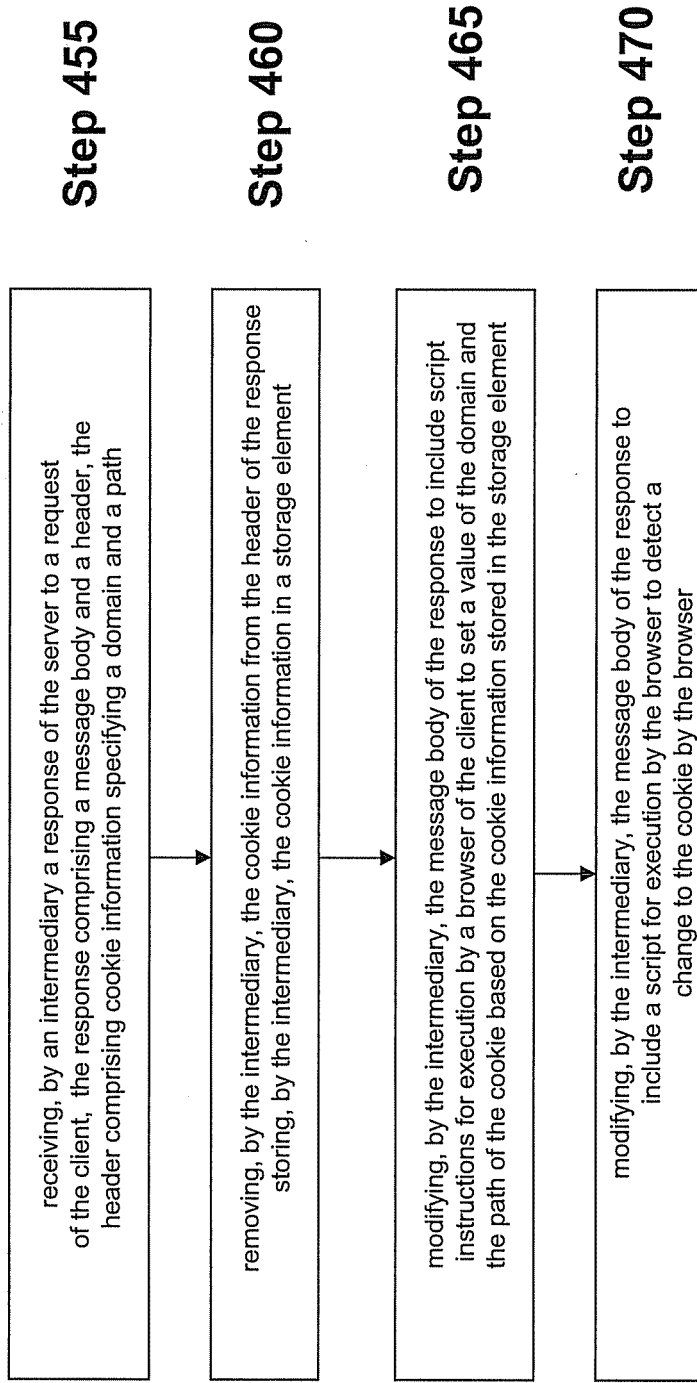 Step 455
receiving, by an intermediary a response of the server to a request
of the client, the response comprising a message body and a header, the
header comprising cookie information specifying a domain and a path
Step 460
removing, by the intermediary, the cookie information from the header of the response
storing, by the intermediary, the cookie information in a storage element
Step 465
modifying, by the intermediary, the message body of the response to include script
instructions for execution by a browser of the client to set a value of the domain and
the path of the cookie based on the cookie information stored in the storage element
Step 470
modifying, by the intermediary, the message body of the response to
include a script for execution by the browser to detect a
change to the cookie by the browser